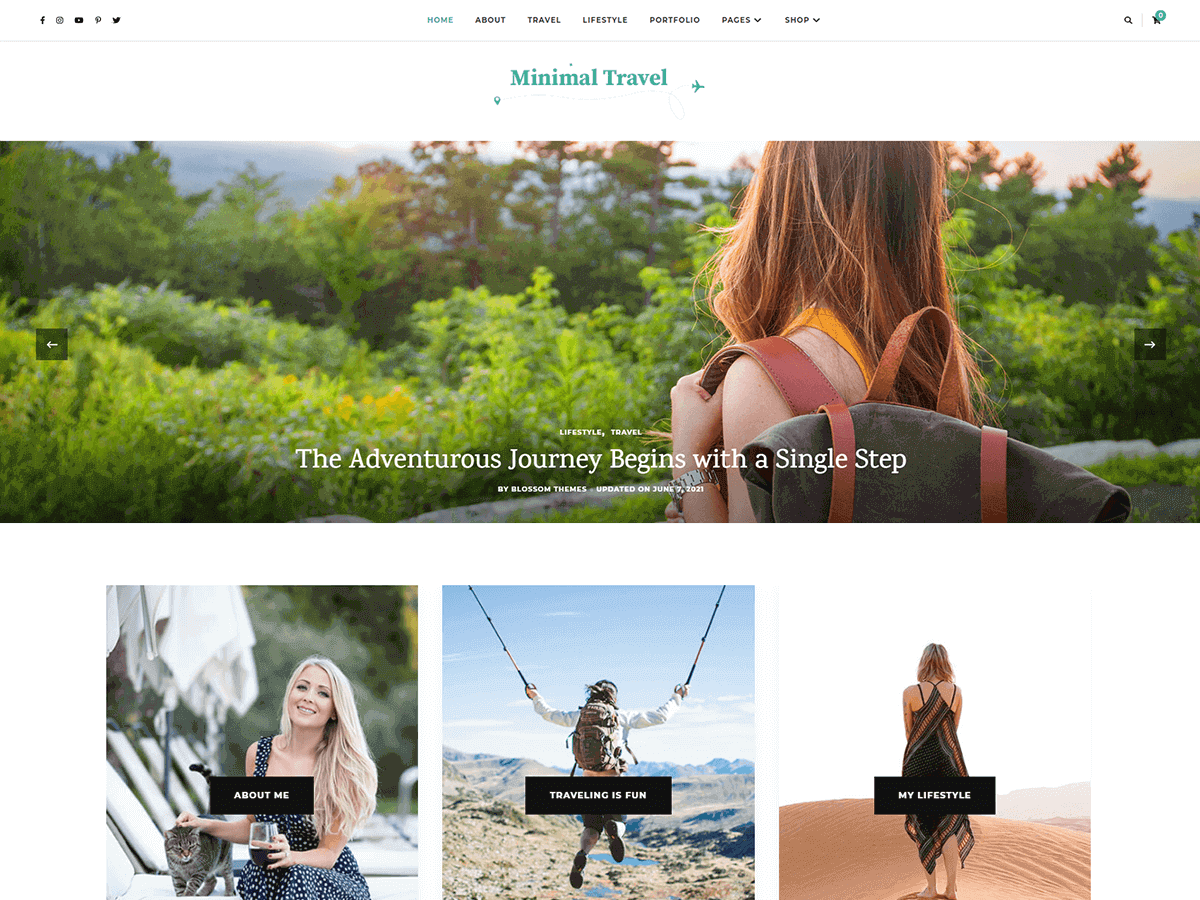 HOME ABOUT TRAVEL LIFESTYLE PORTFOLIO PAGES SHOP 0
Minimal Travel
LIFESTYLE, TRAVEL
The Adventurous Journey Begins with a Single Step
BY BLOSSOM THEMES UPDATED ON JUNE 7, 2021
ABOUT ME TRAVELING IS FUN MY LIFESTYLE